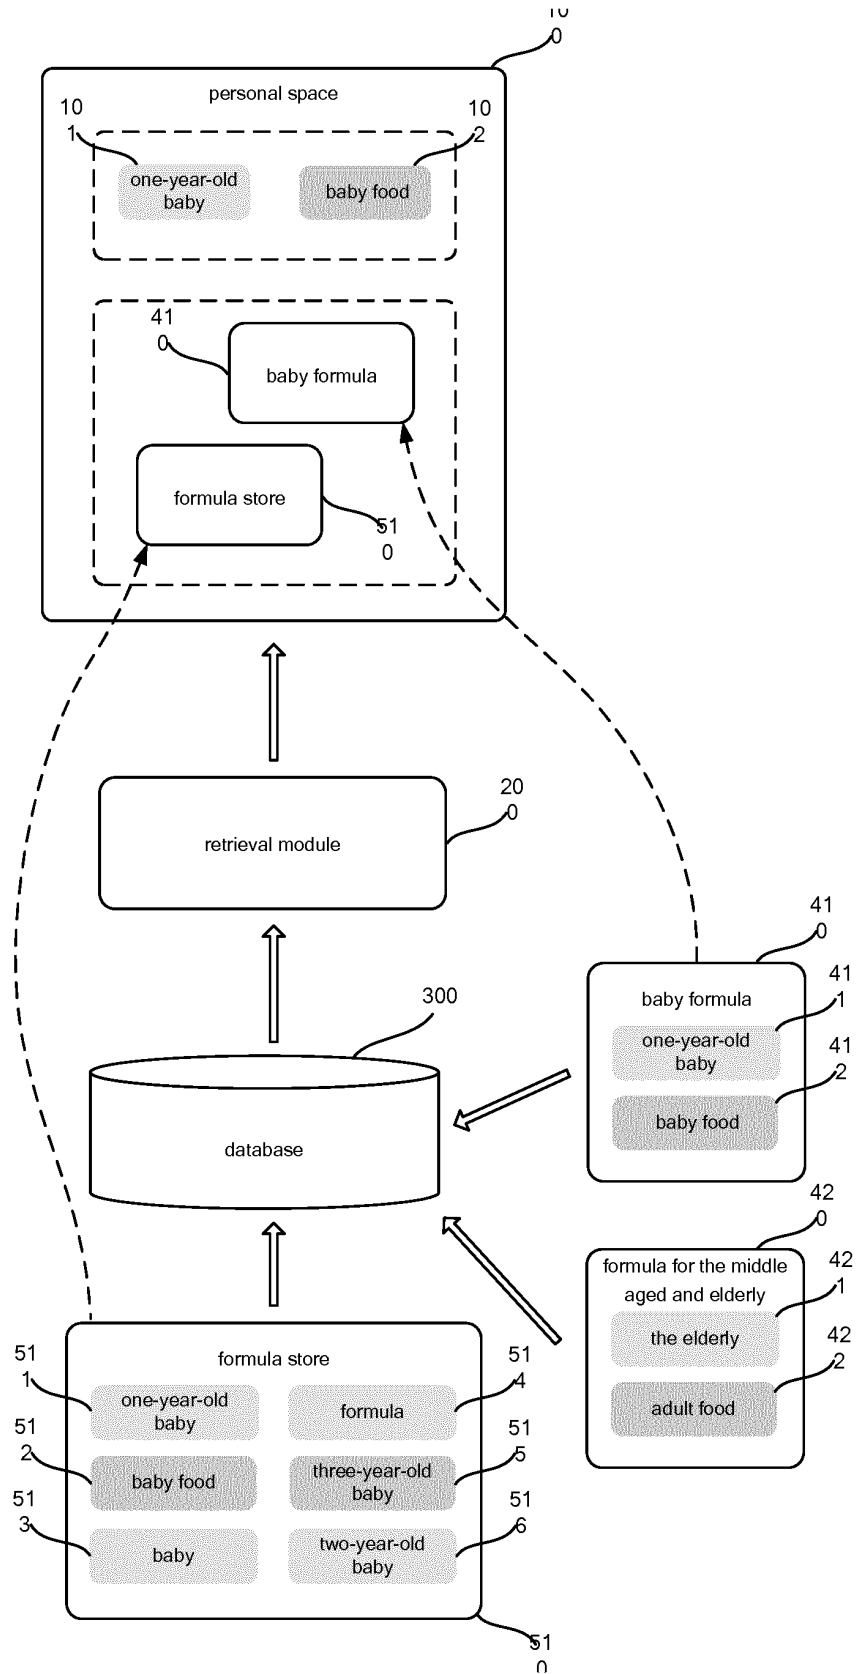 10
0
personal space
10
1
10
2
one-year-old
baby
baby food
41
0
baby formula
formula store
51
0
20
0
retrieval module
41
0
300
baby formula
41
1
one-year-old
baby
41
2
baby food
database
42
0
formula for the middle
aged and elderly
42
1
the elderly
42
2
adult food
formula store
51
1
51
4
one-year-old
baby
formula
51
2
51
5
baby food
three-year-old
baby
51
3
51
6
baby
two-year-old
baby
51
0